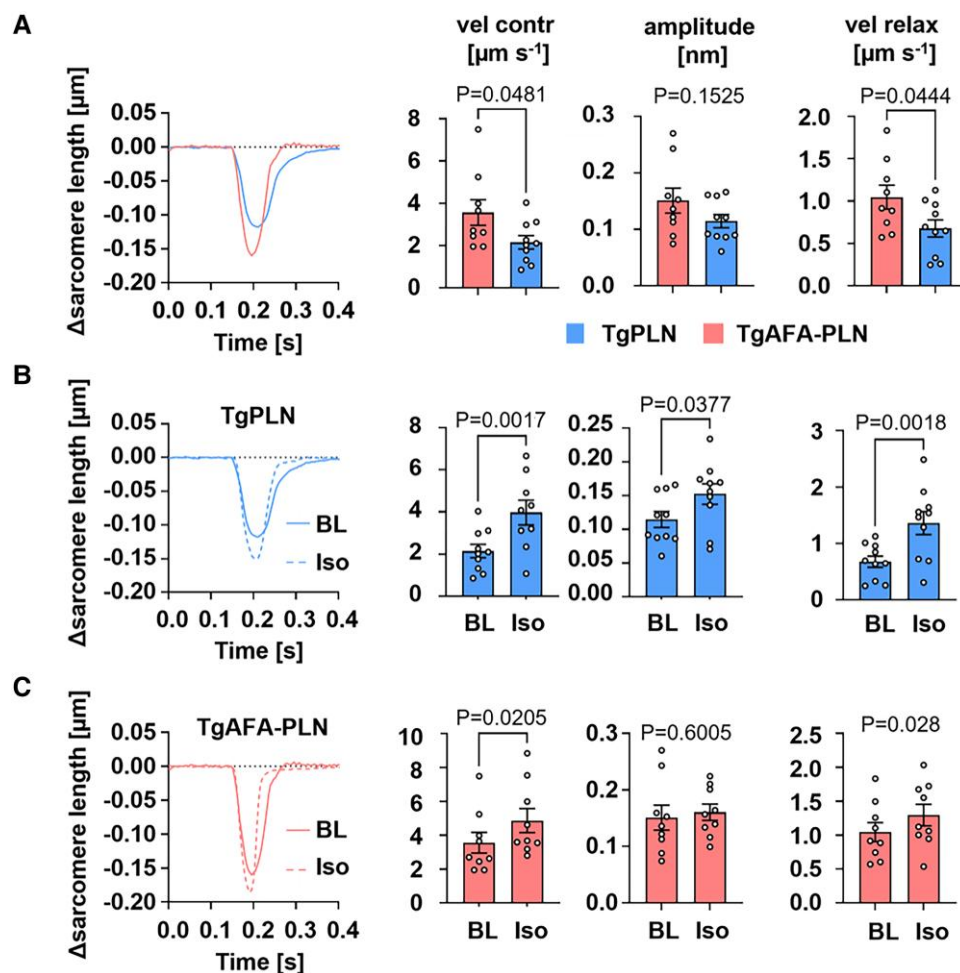 A
vel contr
[µm s⁻¹]
amplitude
[nm]
vel relax
[µm s⁻¹]
Δsarcomere length [µm]
0.05
0.00
-0.05
-0.10
-0.15
-0.20
0.0 0.1 0.2 0.3 0.4
Time [s]
P=0.0481
8
6
4
2
0
P=0.1525
0.3
0.2
0.1
0.0
P=0.0444
2.0
1.5
1.0
0.5
0.0
TgPLN TgAFA-PLN
B
Δsarcomere length [µm]
TgPLN
0.05
0.00
-0.05
-0.10
-0.15
-0.20
BL
Iso
0.0 0.1 0.2 0.3 0.4
Time [s]
P=0.0017
8
6
4
2
0
BL Iso
P=0.0377
0.25
0.20
0.15
0.10
0.05
0.00
BL Iso
P=0.0018
3
2
1
0
BL Iso
C
Δsarcomere length [µm]
TgAFA-PLN
0.05
0.00
-0.05
-0.10
-0.15
-0.20
BL
Iso
0.0 0.1 0.2 0.3 0.4
Time [s]
P=0.0205
10
8
6
4
2
0
BL Iso
P=0.6005
0.3
0.2
0.1
0.0
BL Iso
P=0.028
2.5
2.0
1.5
1.0
0.5
0.0
BL Iso